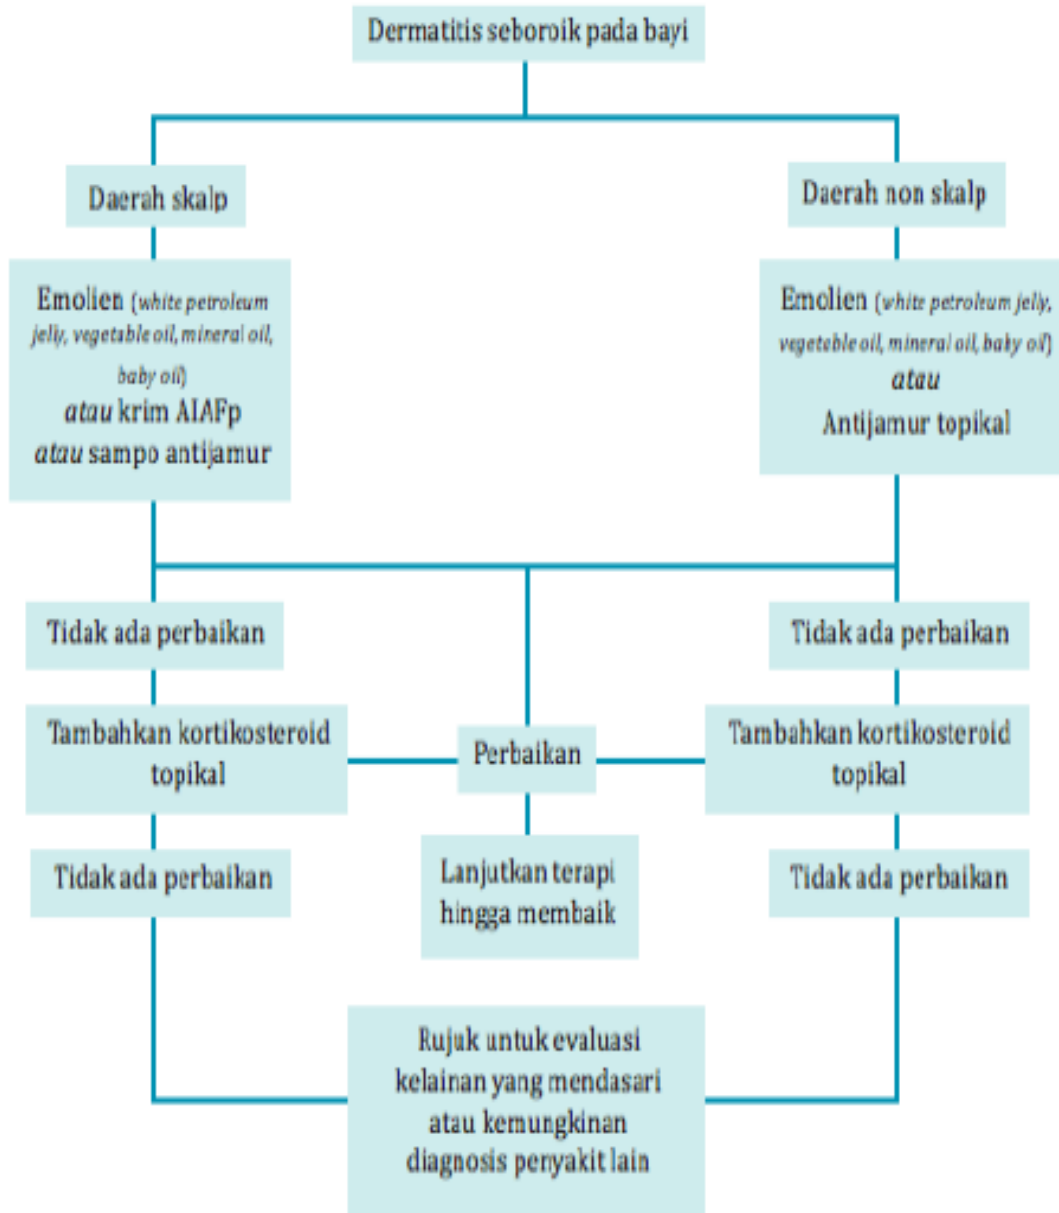 Dermatitis seboroik pada bayi
Daerah skalp
Daerah non skalp
Emolien (white petroleum
jelly, vegetable oil, mineral oil,
baby oil)
atau krim AIAFp
atau sampo antijamur
Emolien (white petroleum jelly,
vegetable oil, mineral oil, baby oil)
atau
Antijamur topikal
Tidak ada perbaikan
Tidak ada perbaikan
Tambahkan kortikosteroid
topikal
Perbaikan
Tambahkan kortikosteroid
topikal
Tidak ada perbaikan
Lanjutkan terapi
hingga membaik
Tidak ada perbaikan
Rujuk untuk evaluasi
kelainan yang mendasari
atau kemungkinan
diagnosis penyakit lain